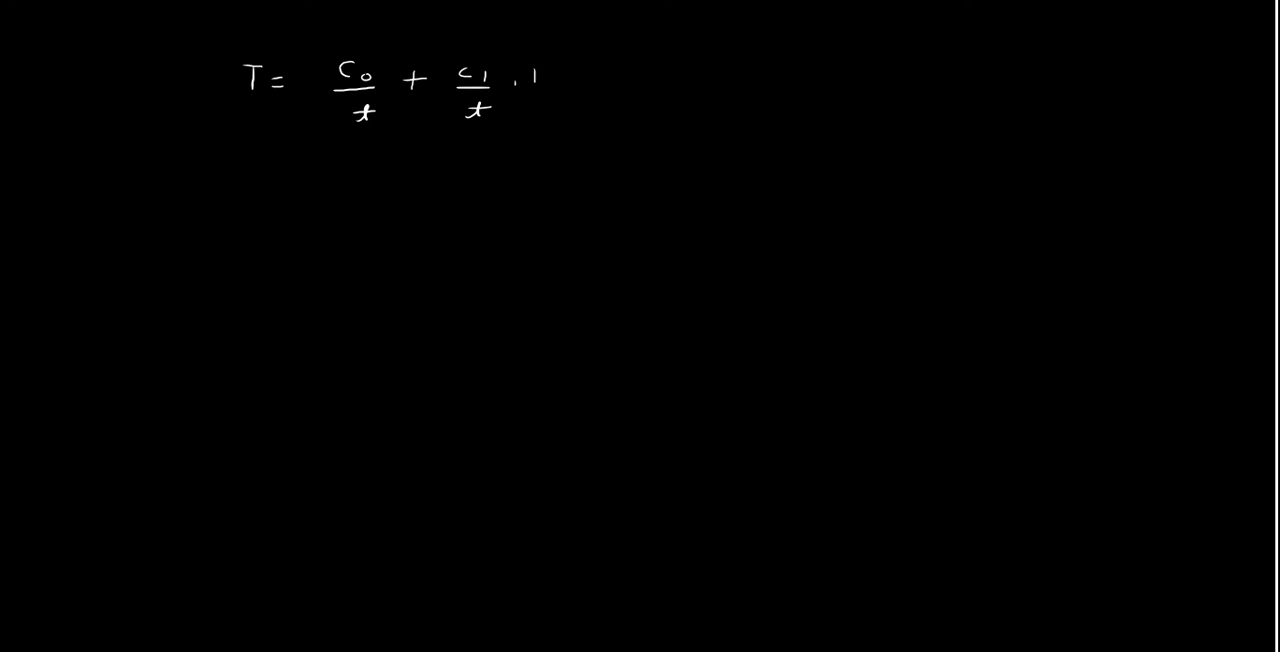 T = C₀/t + C₁/t · 1